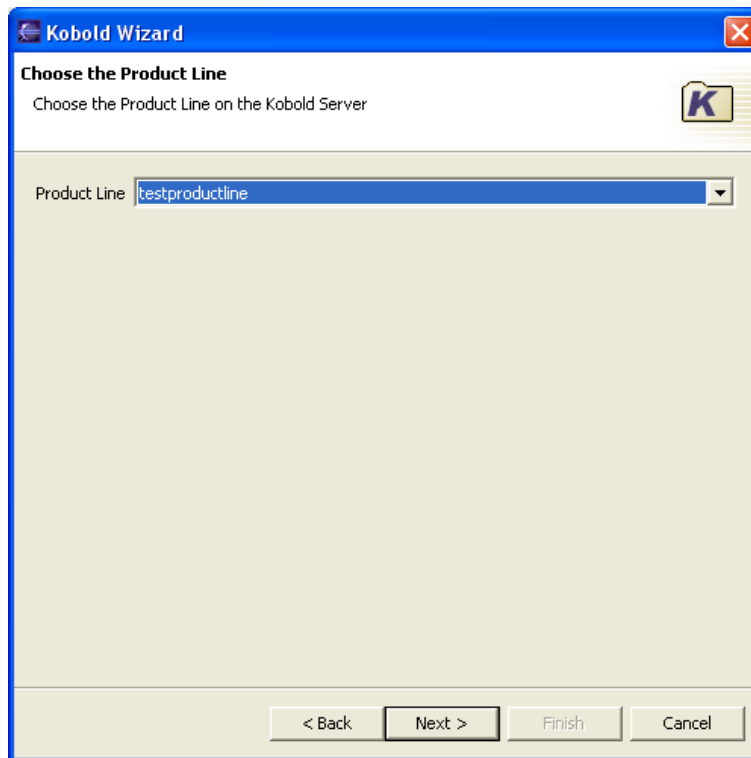 Kobold Wizard
Choose the Product Line
Choose the Product Line on the Kobold Server
K
Product Line testproductline
< Back Next > Finish Cancel